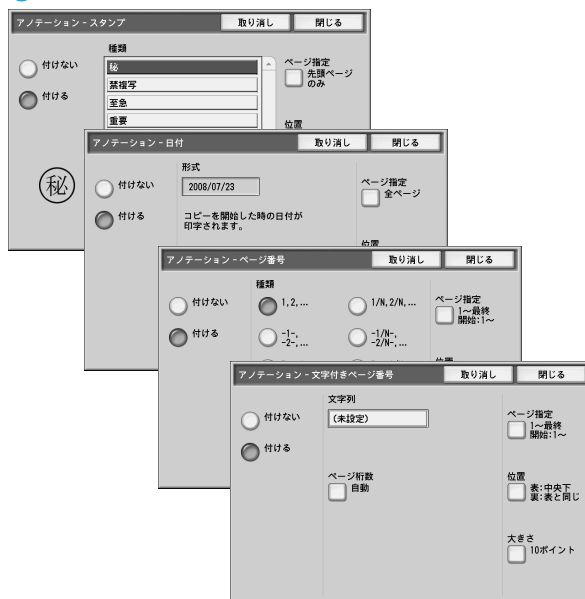 アノテーション - スタンプ 取り消し 閉じる
種類
付けない
付ける
秘
禁複写
至急
重要
ページ指定
先頭ページ
のみ
位置
㊙
アノテーション - 日付 取り消し 閉じる
形式
付けない
付ける
2008/07/23
コピーを開始した時の日付が
印字されます。
ページ指定
全ページ
位置
アノテーション - ページ番号 取り消し 閉じる
種類
付けない
付ける
1,2,... 1/N,2/N,...
-1-, -1/N-,
-2-,... -2/N-,...
ページ指定
1～最終
開始:1～
アノテーション - 文字付きページ番号 取り消し 閉じる
文字列
付けない
付ける
(未設定)
ページ桁数
自動
ページ指定
1～最終
開始:1～
位置
表:中央下
裏:表と同じ
大きさ
10ポイント